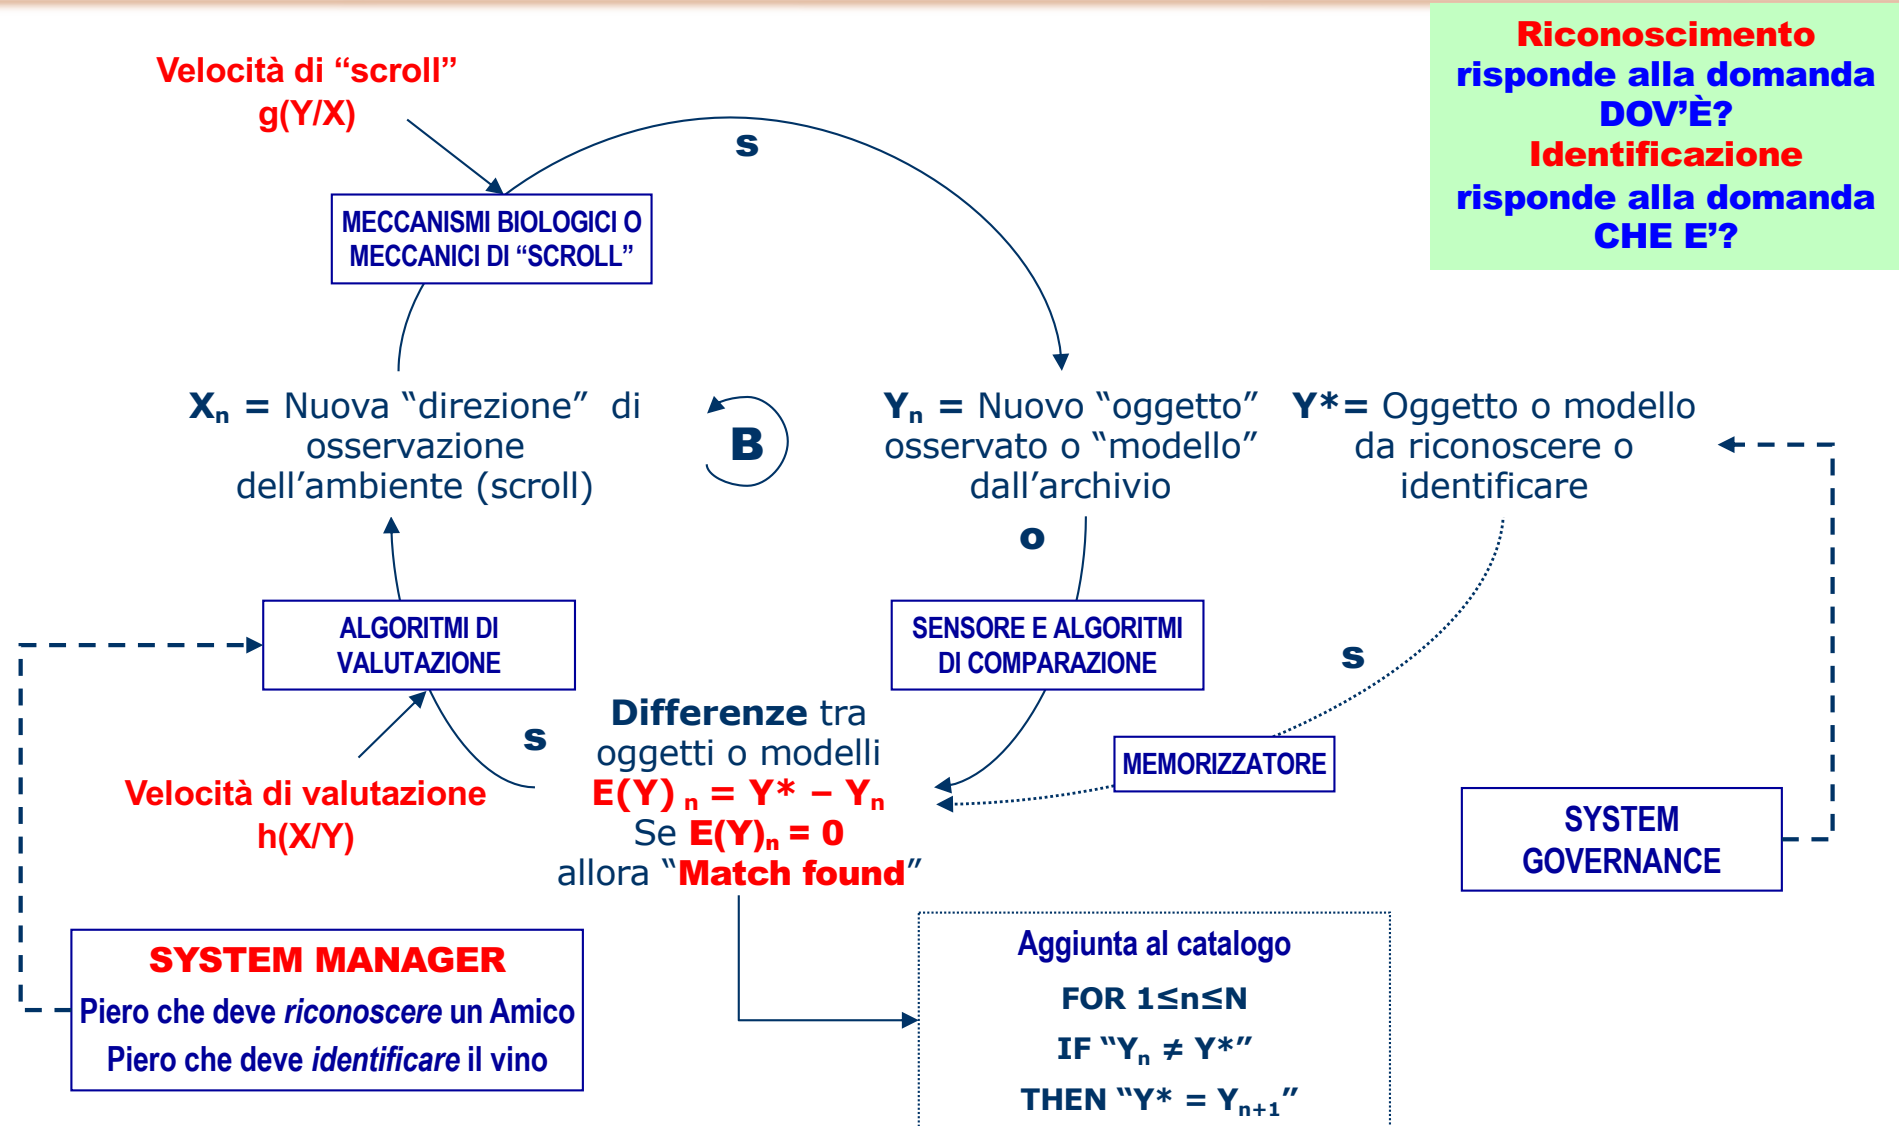 Velocità di “scroll”
g(Y/X)
Riconoscimento
risponde alla domanda
DOV’È?
Identificazione
risponde alla domanda
CHE E’?
s
MECCANISMI BIOLOGICI O
MECCANICI DI “SCROLL”
Xn = Nuova “direzione” di
osservazione
dell’ambiente (scroll)
B
Yn = Nuovo “oggetto”
osservato o “modello”
dall’archivio
Y*= Oggetto o modello
da riconoscere o
identificare
o
ALGORITMI DI
VALUTAZIONE
SENSORE E ALGORITMI
DI COMPARAZIONE
s
s
Differenze tra
oggetti o modelli
E(Y) n = Y* – Yn
Se E(Y)n = 0
allora “Match found”
MEMORIZZATORE
Velocità di valutazione
h(X/Y)
SYSTEM
GOVERNANCE
SYSTEM MANAGER
Piero che deve riconoscere un Amico
Piero che deve identificare il vino
Aggiunta al catalogo
FOR 1≤n≤N
IF “Yn ≠ Y*”
THEN “Y* = Yn+1”